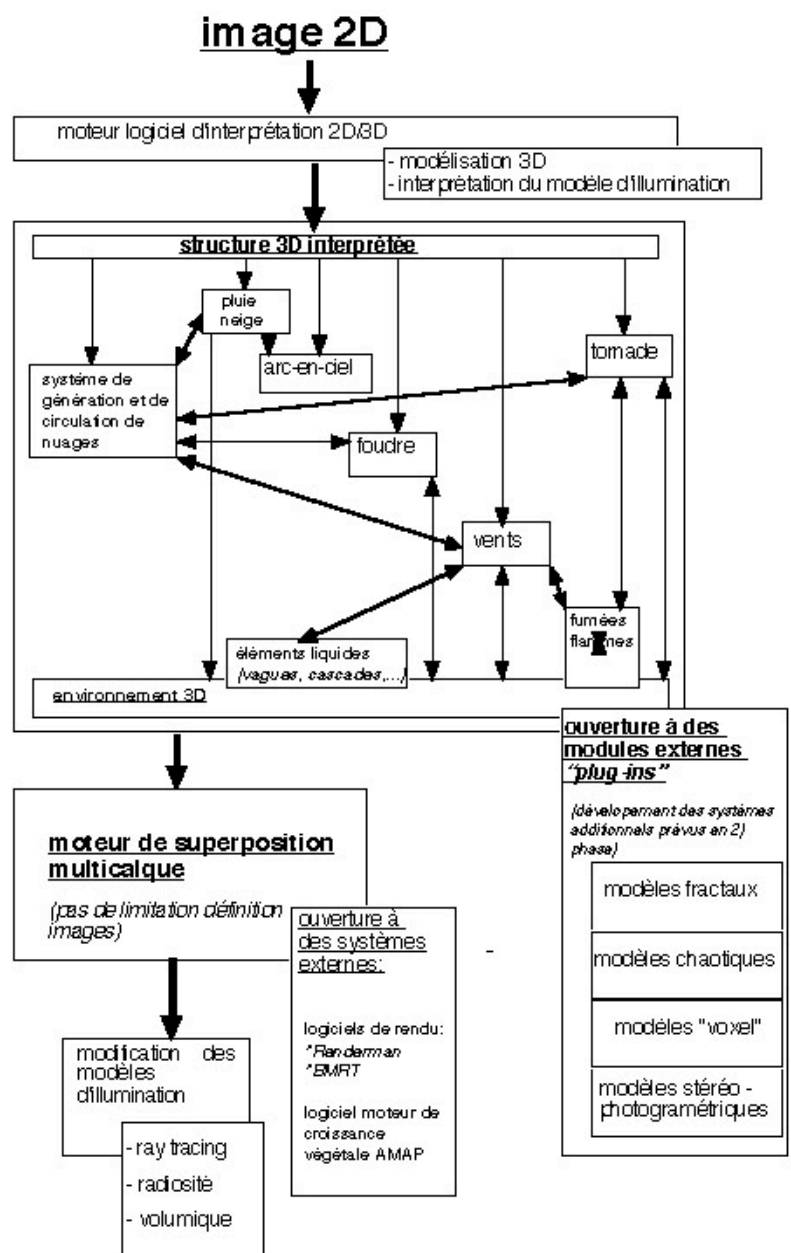 image 2D
moteur logiciel d'interprétation 2D/3D
- modélisation 3D
- interprétation du modèle d'illumination
structure 3D interprétée
pluie
neige
arc-en-ciel
tornade
système de
génération et de
circulation de
nuages
foudre
vents
fumées
flammes
éléments liquides
(vagues, cascades,...)
environnement 3D
ouverture à des
modules externes
"plug-ins"
(dévelopement des systèmes
additionnels prévus en 2)
phase)
modèles fractaux
modèles chaotiques
modèles "voxel"
modèles stéréo -
photogramétriques
moteur de superposition
multicalque
(pas de limitation définition
images)
ouverture à
des systèmes
externes:
logiciels de rendu:
*Renderman
*BMRT
logiciel moteur de
croissance
végétale AMAP
modification des
modèles
d'illumination
- ray tracing
- radiosité
- volumique